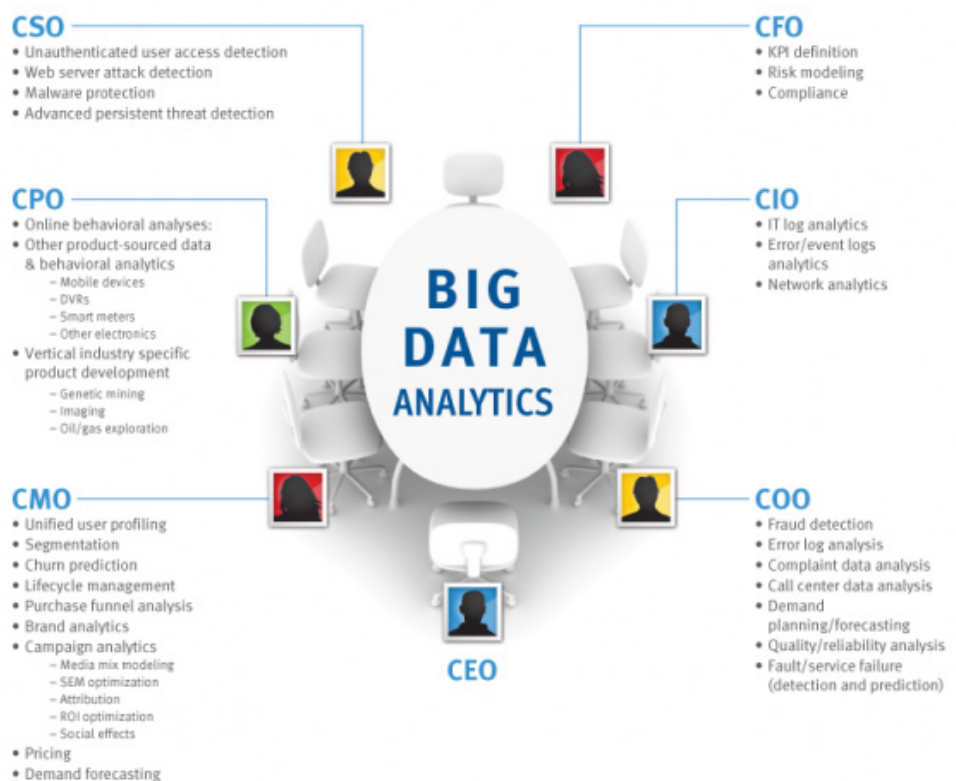 CSO
• Unauthenticated user access detection
• Web server attack detection
• Malware protection
• Advanced persistent threat detection
CFO
• KPI definition
• Risk modeling
• Compliance
CPO
• Online behavioral analyses:
• Other product-sourced data
& behavioral analytics
– Mobile devices
– DVRs
– Smart meters
– Other electronics
• Vertical industry specific
product development
– Genetic mining
– Imaging
– Oil/gas exploration
CIO
• IT log analytics
• Error/event logs
analytics
• Network analytics
BIG
DATA
ANALYTICS
CMO
• Unified user profiling
• Segmentation
• Churn prediction
• Lifecycle management
• Purchase funnel analysis
• Brand analytics
• Campaign analytics
– Media mix modeling
– SEM optimization
– Attribution
– ROI optimization
– Social effects
• Pricing
• Demand forecasting
COO
• Fraud detection
• Error log analysis
• Complaint data analysis
• Call center data analysis
• Demand
planning/forecasting
• Quality/reliability analysis
• Fault/service failure
(detection and prediction)
CEO